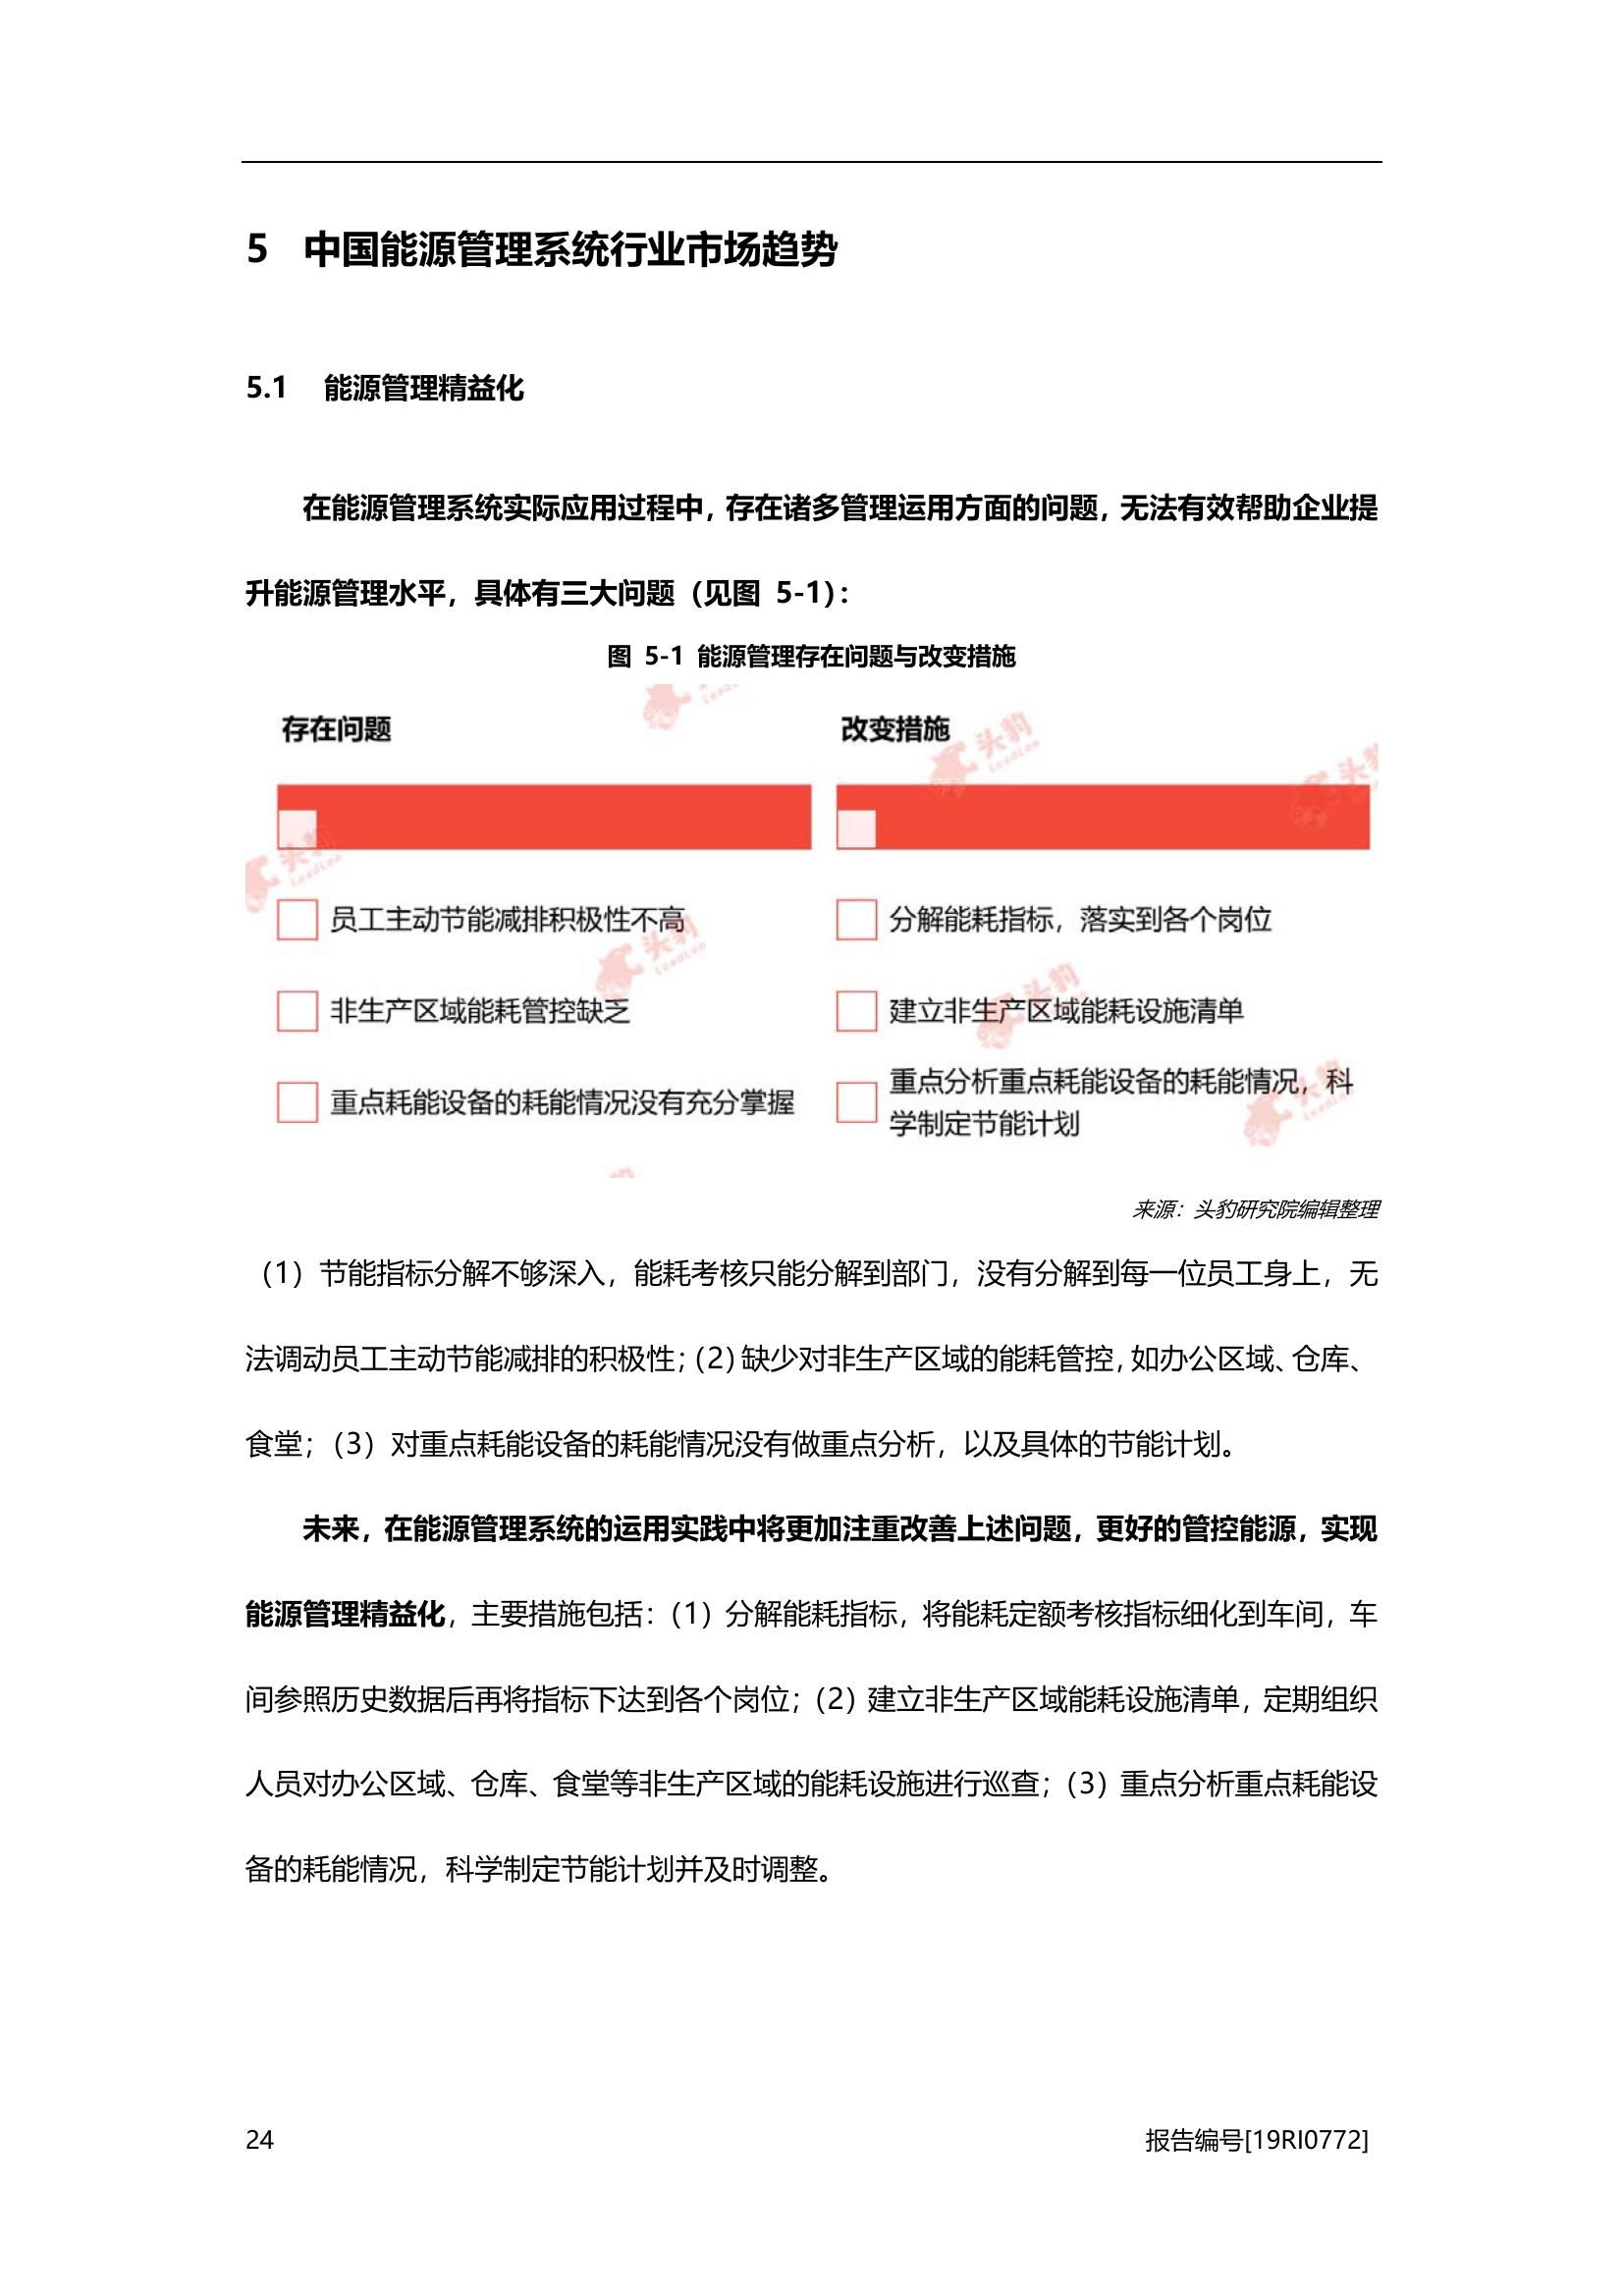 5 中国能源管理系统行业市场趋势
5.1 能源管理精益化
在能源管理系统实际应用过程中，存在诸多管理运用方面的问题，无法有效帮助企业提
升能源管理水平，具体有三大问题（见图 5-1）：
图 5-1 能源管理存在问题与改变措施
存在问题
改变措施
员工主动节能减排积极性不高
分解能耗指标，落实到各个岗位
非生产区域能耗管控缺乏
建立非生产区域能耗设施清单
重点耗能设备的耗能情况没有充分掌握
重点分析重点耗能设备的耗能情况，科
学制定节能计划
头豹
LeadLeo
来源：头豹研究院编辑整理
（1）节能指标分解不够深入，能耗考核只能分解到部门，没有分解到每一位员工身上，无
法调动员工主动节能减排的积极性；（2）缺少对非生产区域的能耗管控，如办公区域、仓库、
食堂；（3）对重点耗能设备的耗能情况没有做重点分析，以及具体的节能计划。
未来，在能源管理系统的运用实践中将更加注重改善上述问题，更好的管控能源，实现
能源管理精益化，主要措施包括：（1）分解能耗指标，将能耗定额考核指标细化到车间，车
间参照历史数据后再将指标下达到各个岗位；（2）建立非生产区域能耗设施清单，定期组织
人员对办公区域、仓库、食堂等非生产区域的能耗设施进行巡查；（3）重点分析重点耗能设
备的耗能情况，科学制定节能计划并及时调整。
24
报告编号[19RI0772]